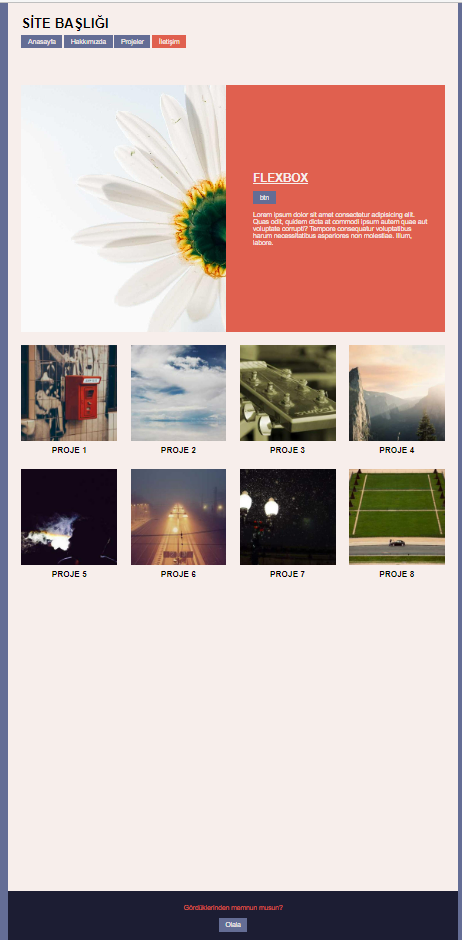 SİTE BAŞLIĞI
Anasayfa Hakkımızda Projeler İletişim
FLEXBOX
btn
Lorem ipsum dolor sit amet consectetur adipisicing elit.
Quas odit, quidem dicta at commodi ipsum autem quae aut
voluptate corrupti? Tempore consequatur voluptatibus
harum necessitatibus asperiores non molestiae. Illum,
labore.
PROJE 1 PROJE 2 PROJE 3 PROJE 4
PROJE 5 PROJE 6 PROJE 7 PROJE 8
Gördüklerinden memnun musun?